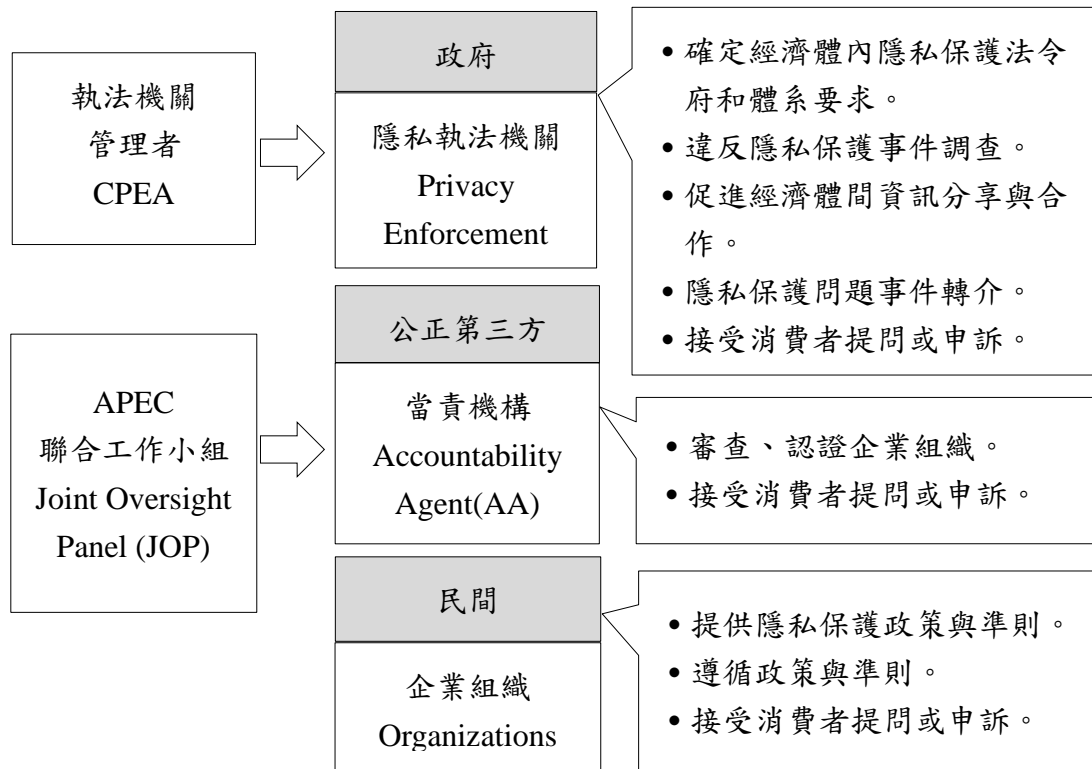 執法機關
管理者
CPEA
政府
隱私執法機關
Privacy
Enforcement
• 確定經濟體內隱私保護法令
府和體系要求。
• 違反隱私保護事件調查。
• 促進經濟體間資訊分享與合
作。
• 隱私保護問題事件轉介。
• 接受消費者提問或申訴。
APEC
聯合工作小組
Joint Oversight
Panel (JOP)
公正第三方
當責機構
Accountability
Agent(AA)
• 審查、認證企業組織。
• 接受消費者提問或申訴。
民間
企業組織
Organizations
• 提供隱私保護政策與準則。
• 遵循政策與準則。
• 接受消費者提問或申訴。